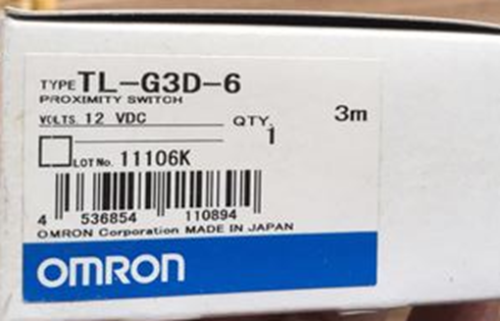 TYPE TL-G3D-6
PROXIMITY SWITCH
VOLTS. 12 VDC QTY. 1
3m
LOT No. 11106K
4 536854 110894
OMRON Corporation MADE IN JAPAN
OMRON